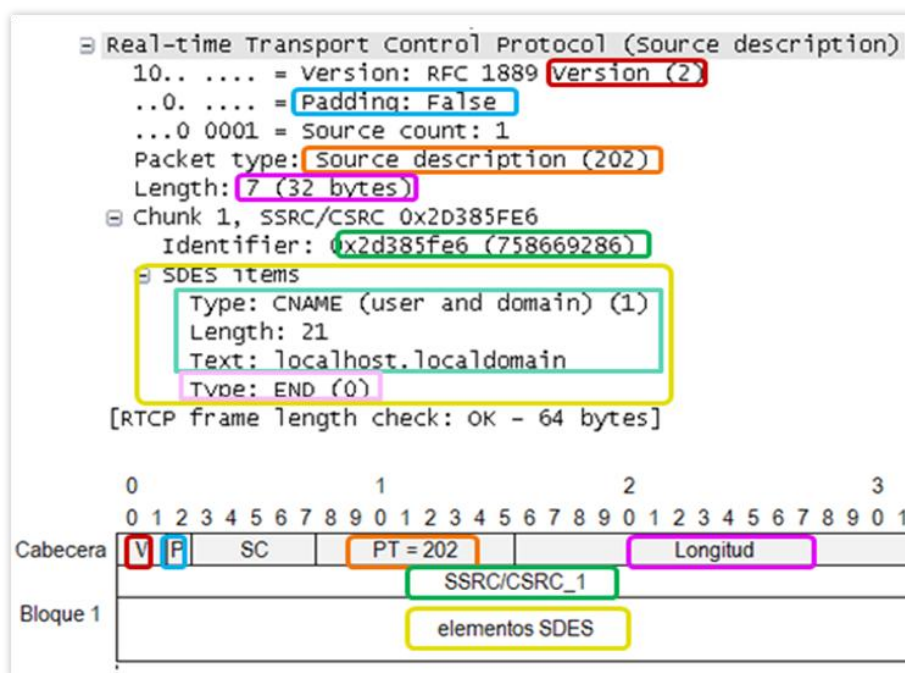 Real-time Transport Control Protocol (Source description)
10.. .... = Version: RFC 1889 Version (2)
..0. .... = Padding: False
...0 0001 = Source count: 1
Packet type: Source description (202)
Length: 7 (32 bytes)
Chunk 1, SSRC/CSRC 0x2D385FE6
Identifier: 0x2d385fe6 (758669286)
SDES items
Type: CNAME (user and domain) (1)
Length: 21
Text: localhost.localdomain
Type: END (0)
[RTCP frame length check: OK - 64 bytes]
0 1 2 3
0 1 2 3 4 5 6 7 8 9 0 1 2 3 4 5 6 7 8 9 0 1 2 3 4 5 6 7 8 9 0 1
Cabecera V P SC PT = 202 Longitud
SSRC/CSRC_1
Bloque 1
elementos SDES